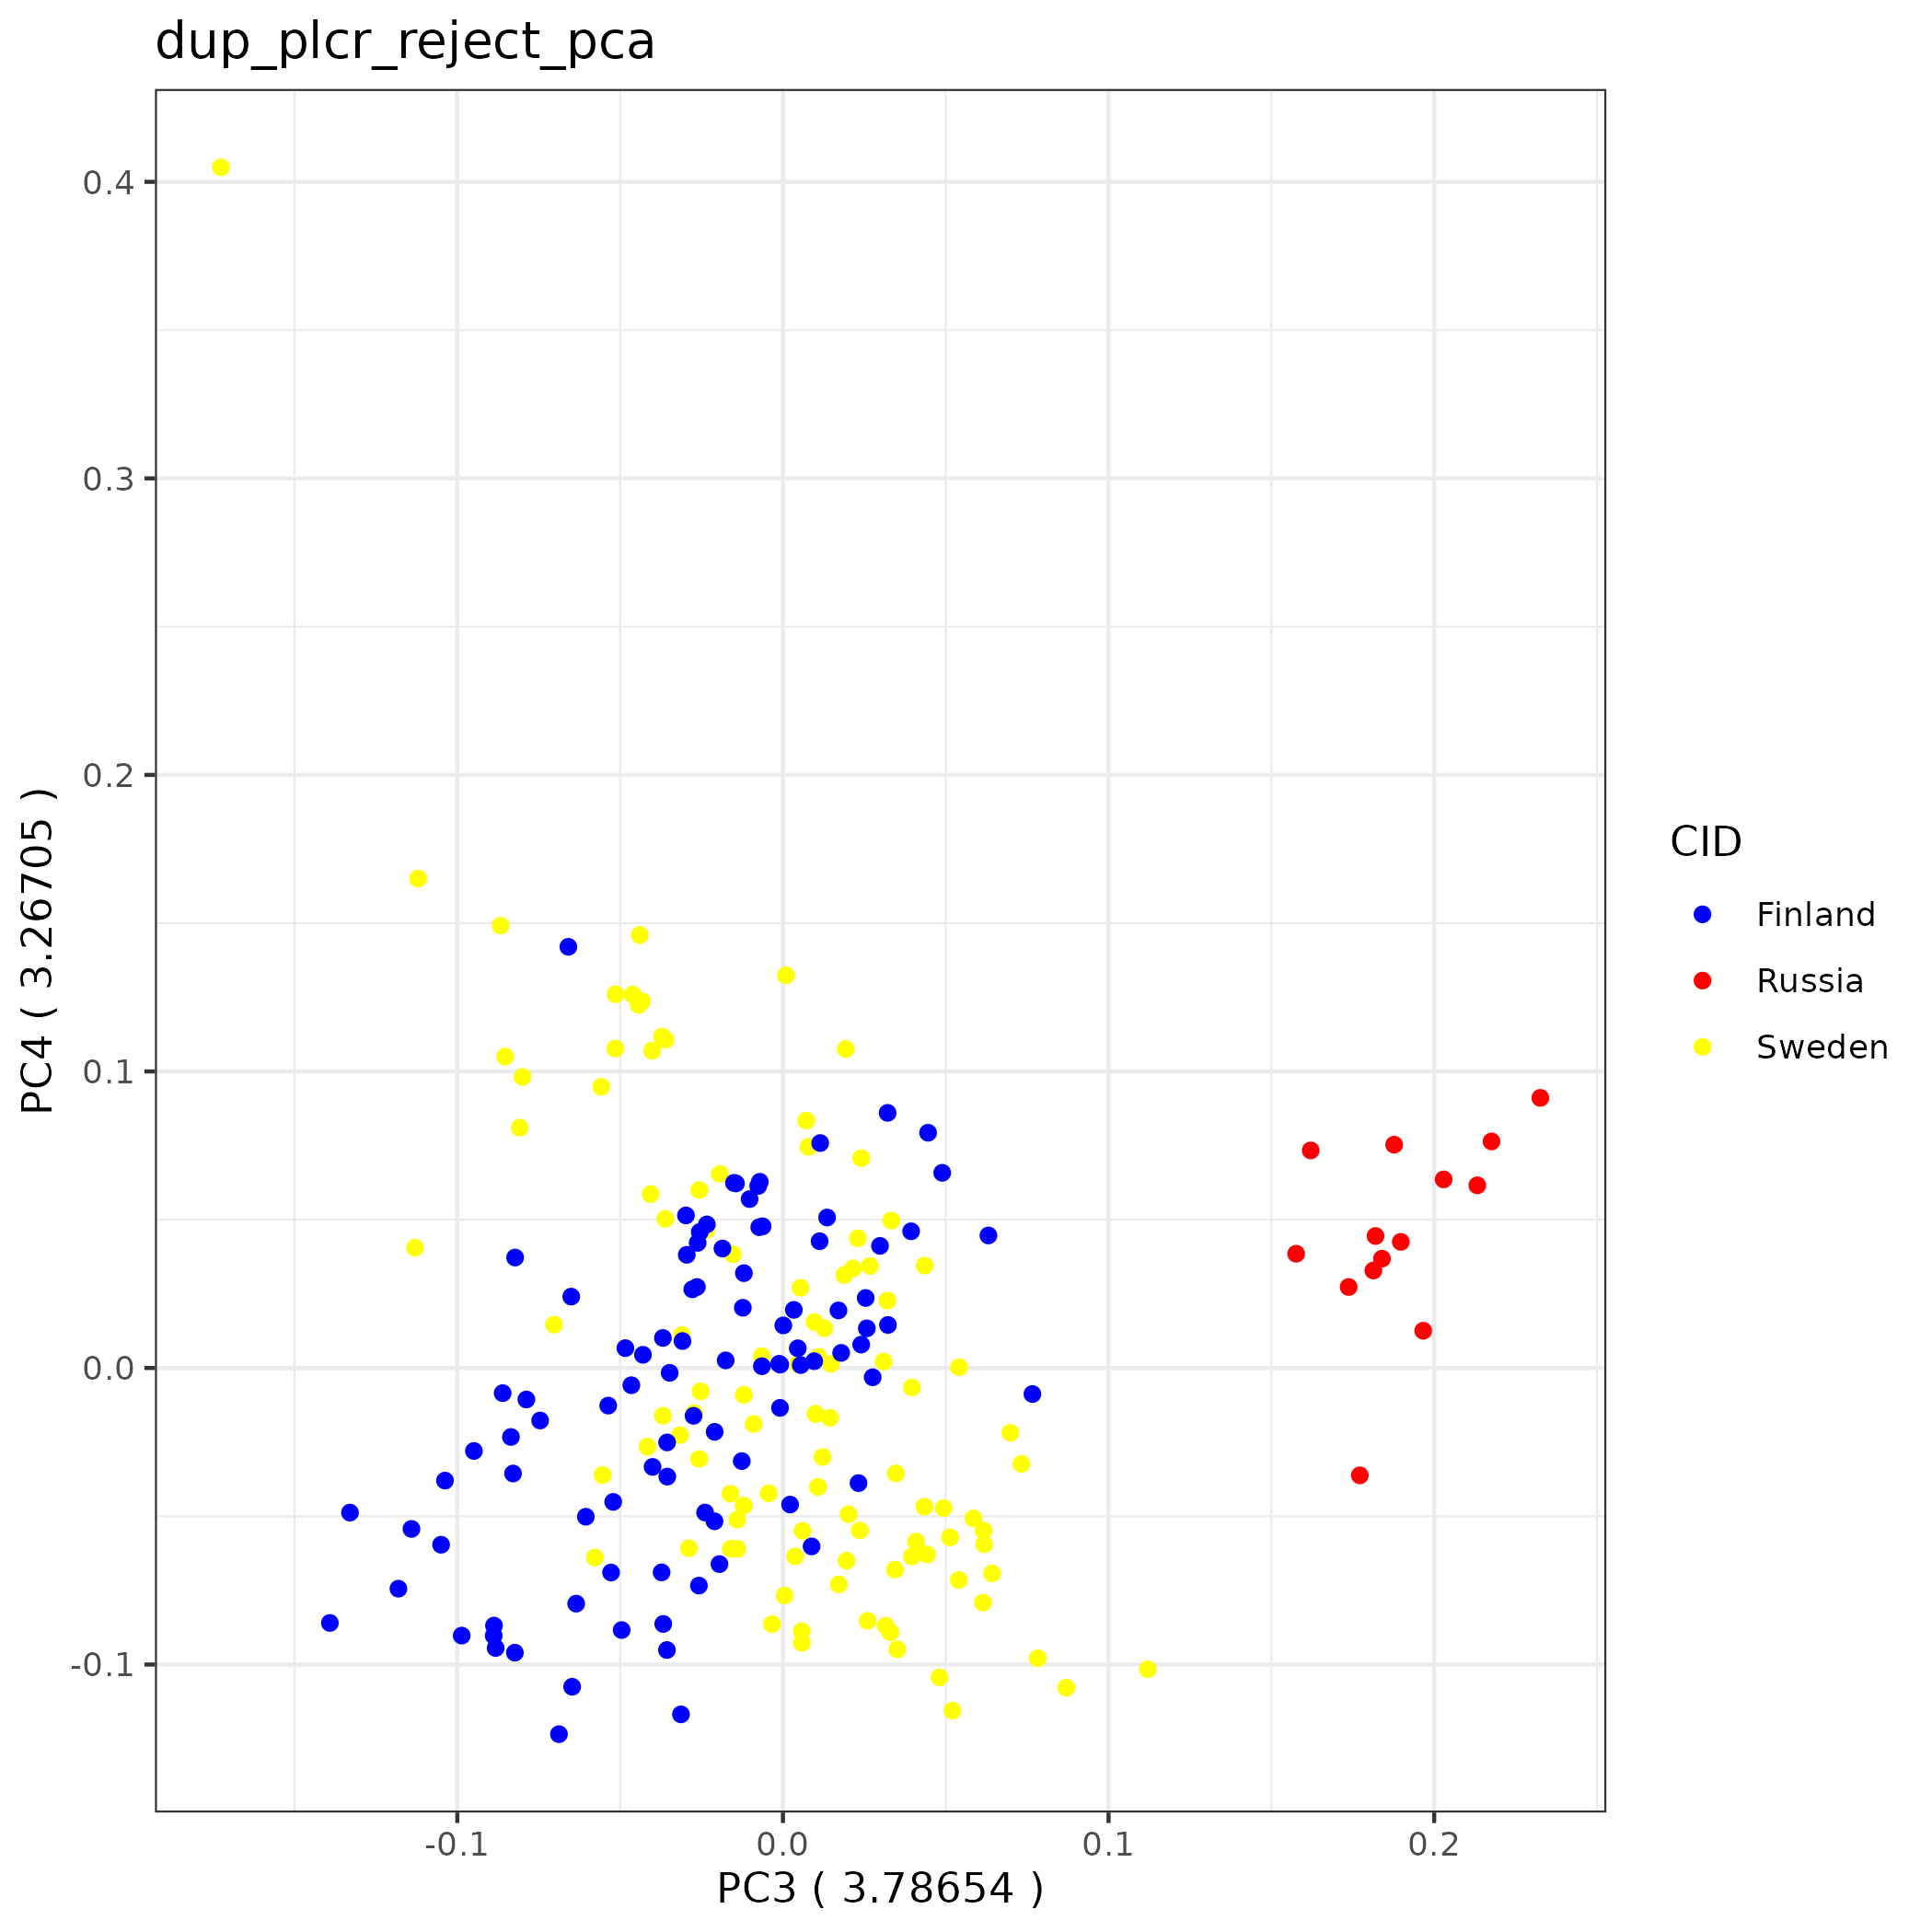 dup_plcr_reject_pca
0.4
0.3
0.2
0.1
0.0
-0.1
PC4 ( 3.26705 )
-0.1
0.0
0.1
0.2
PC3 ( 3.78654 )
CID
Finland
Russia
Sweden